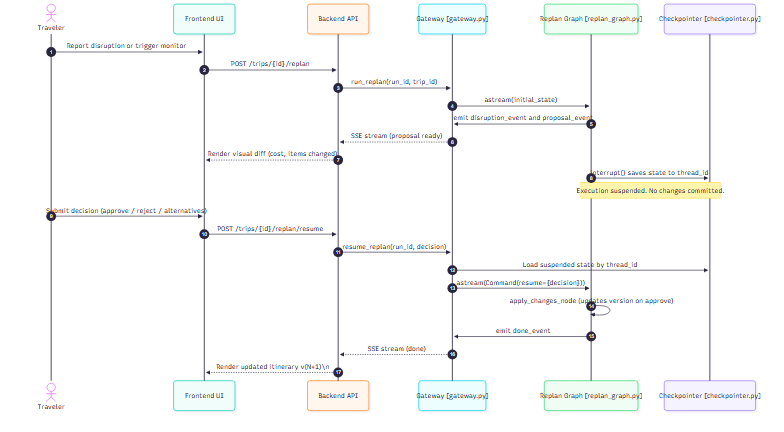 Traveler
Frontend UI
Backend API
Gateway [gateway.py]
Replan Graph [replan_graph.py]
Checkpointer [checkpointer.py]
1
Report disruption or trigger monitor
2
POST /trips/{id}/replan
3
run_replan(run_id, trip_id)
4
astream(initial_state)
5
emit disruption_event and proposal_event
6
SSE stream (proposal ready)
7
Render visual diff (cost, items changed)
8
interrupt() saves state to thread_id
Execution suspended. No changes committed.
9
Submit decision (approve / reject / alternatives)
10
POST /trips/{id}/replan/resume
11
resume_replan(run_id, decision)
12
Load suspended state by thread_id
13
astream(Command(resume={decision}))
14
apply_changes_node (updates version on approve)
15
emit done_event
16
SSE stream (done)
17
Render updated itinerary v(N+1)\n
Traveler
Frontend UI
Backend API
Gateway [gateway.py]
Replan Graph [replan_graph.py]
Checkpointer [checkpointer.py]